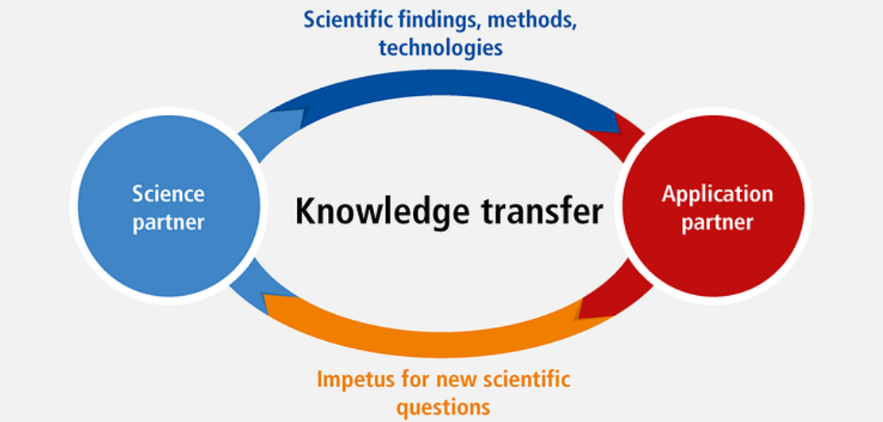 Scientific findings, methods,
technologies
Science
partner
Knowledge transfer
Application
partner
Impetus for new scientific
questions